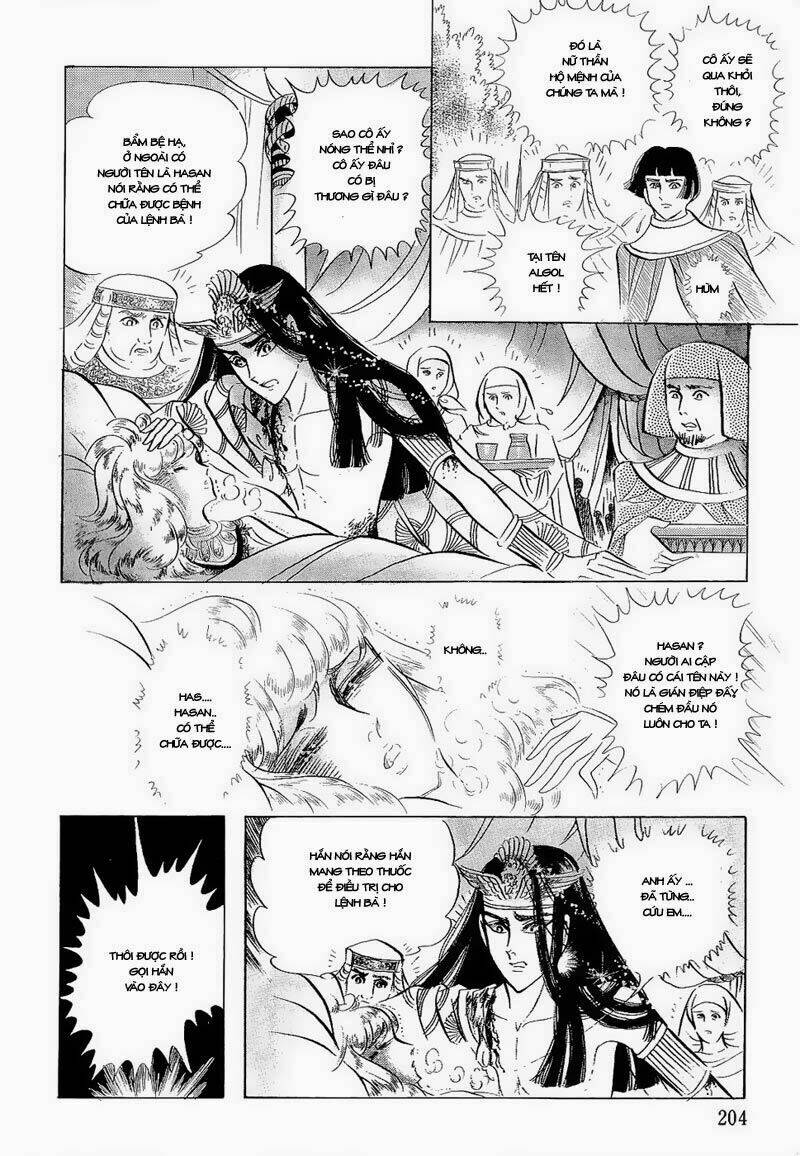 CÔ ẤY SẼ
QUA KHỎI
THÔI,
ĐÚNG
KHÔNG ?
ĐÓ LÀ
NỮ THẦN
HỘ MỆNH CỦA
CHÚNG TA MÀ !
TẠI TÊN
ALGOL
HẾT !
HỪM
SAO CÔ ẤY
NÓNG THẾ NHỈ ?
CÔ ẤY ĐÂU
CÓ BỊ
THƯƠNG GÌ ĐÂU ?
BẨM BỆ HẠ,
Ở NGOÀI CÓ
NGƯỜI TÊN LÀ HASAN
NÓI RẰNG CÓ THỂ
CHỮA ĐƯỢC BỆNH
CỦA LỆNH BÀ !
HASAN ?
NGƯỜI AI CẬP
ĐÂU CÓ CÁI TÊN NÀY !
NÓ LÀ GIÁN ĐIỆP ĐẤY,
CHÉM ĐẦU NÓ
LUÔN CHO TA !
KHÔNG..
HAS....
HASAN..
CÓ THỂ
CHỮA ĐƯỢC....
ANH ẤY ...
ĐÃ TỪNG..
CỨU EM....
HẮN NÓI RẰNG HẮN
MANG THEO THUỐC
ĐỂ ĐIỀU TRỊ CHO
LỆNH BÀ !
THÔI ĐƯỢC RỒI !
GỌI HẮN
VÀO ĐÂY !
204